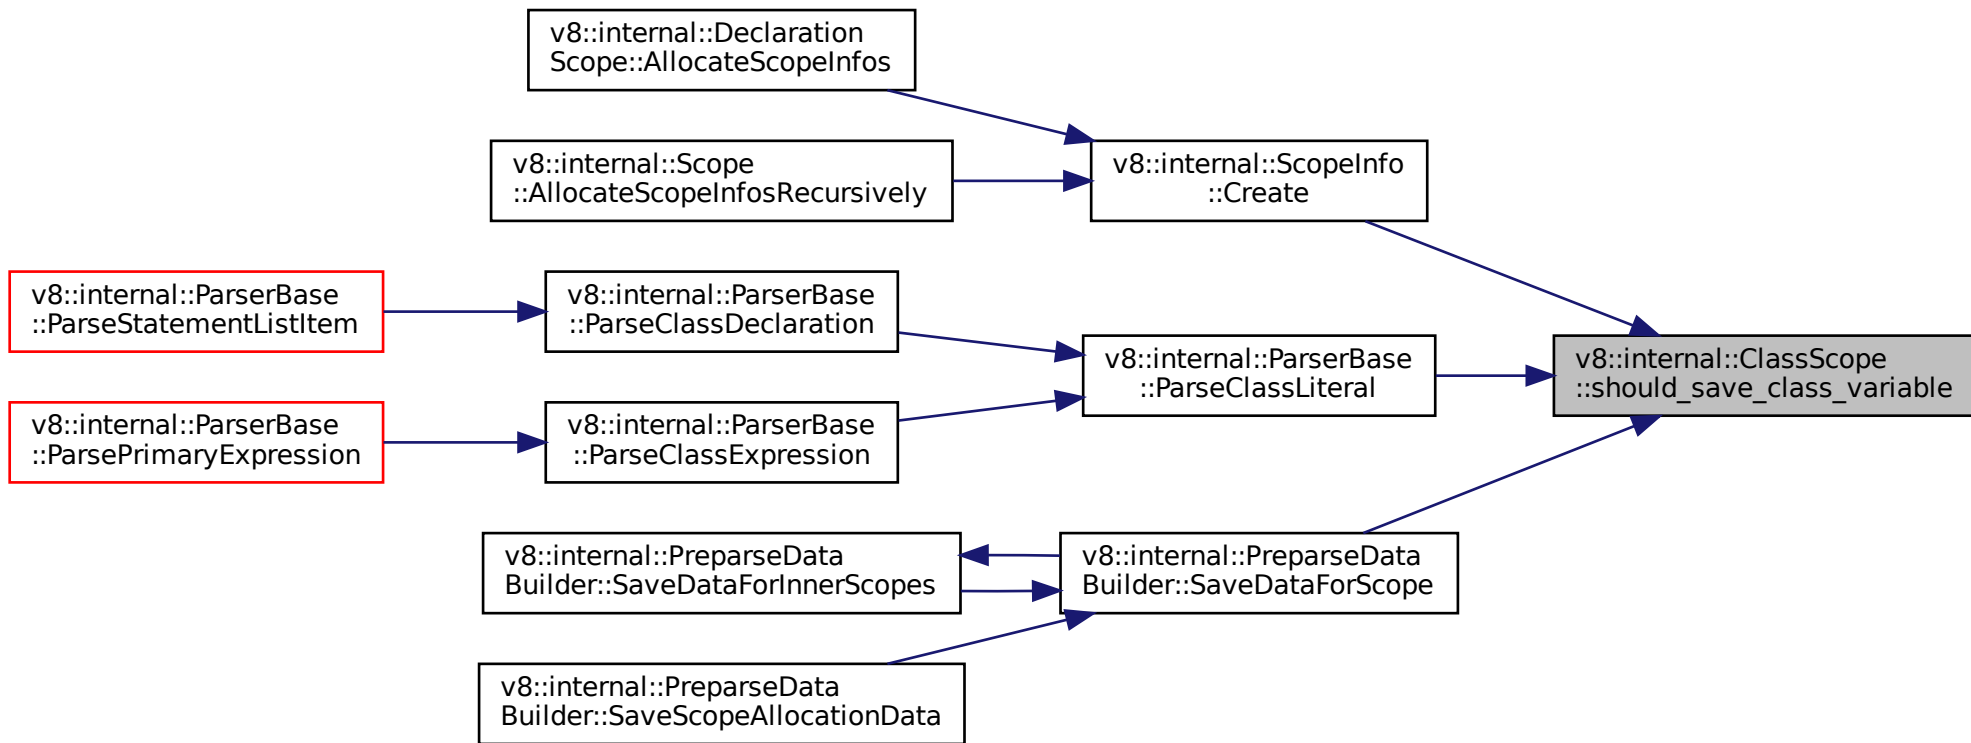 v8::internal::Declaration
Scope::AllocateScopeInfos
v8::internal::Scope
::AllocateScopeInfosRecursively
v8::internal::ScopeInfo
::Create
v8::internal::ParserBase
::ParseStatementListItem
v8::internal::ParserBase
::ParseClassDeclaration
v8::internal::ParserBase
::ParseClassLiteral
v8::internal::ClassScope
::should_save_class_variable
v8::internal::ParserBase
::ParsePrimaryExpression
v8::internal::ParserBase
::ParseClassExpression
v8::internal::PreparseData
Builder::SaveDataForInnerScopes
v8::internal::PreparseData
Builder::SaveDataForScope
v8::internal::PreparseData
Builder::SaveScopeAllocationData